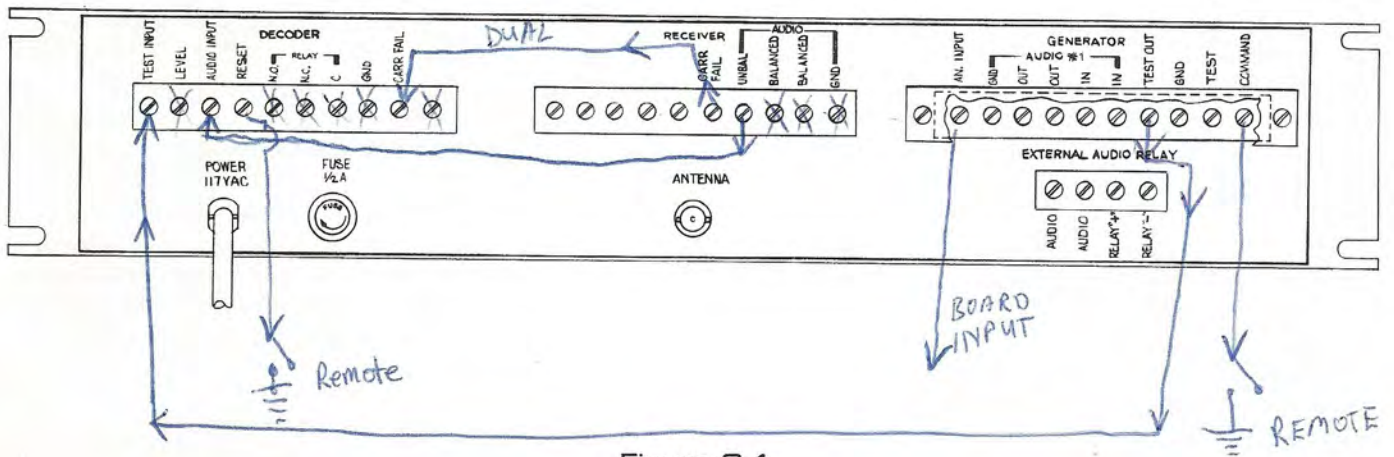 DUAL
DECODER
RELAY
TEST INPUT
LEVEL
AUDIO INPUT
RESET
N.O.
N.C.
C
GND
CARR FAIL
RECEIVER
AUDIO
CARR
FAIL
UNBAL
BALANCED
BALANCED
GND
GENERATOR
AUDIO #1
AN. INPUT
GND
OUT
OUT
IN
IN
TEST OUT
GND
TEST
COMMAND
POWER
117VAC
FUSE
1/2 A
FUSE
ANTENNA
C
EXTERNAL AUDIO RELAY
AUDIO
AUDIO
RELAY"+"
RELAY"-"
BOARD
INPUT
Remote
REMOTE